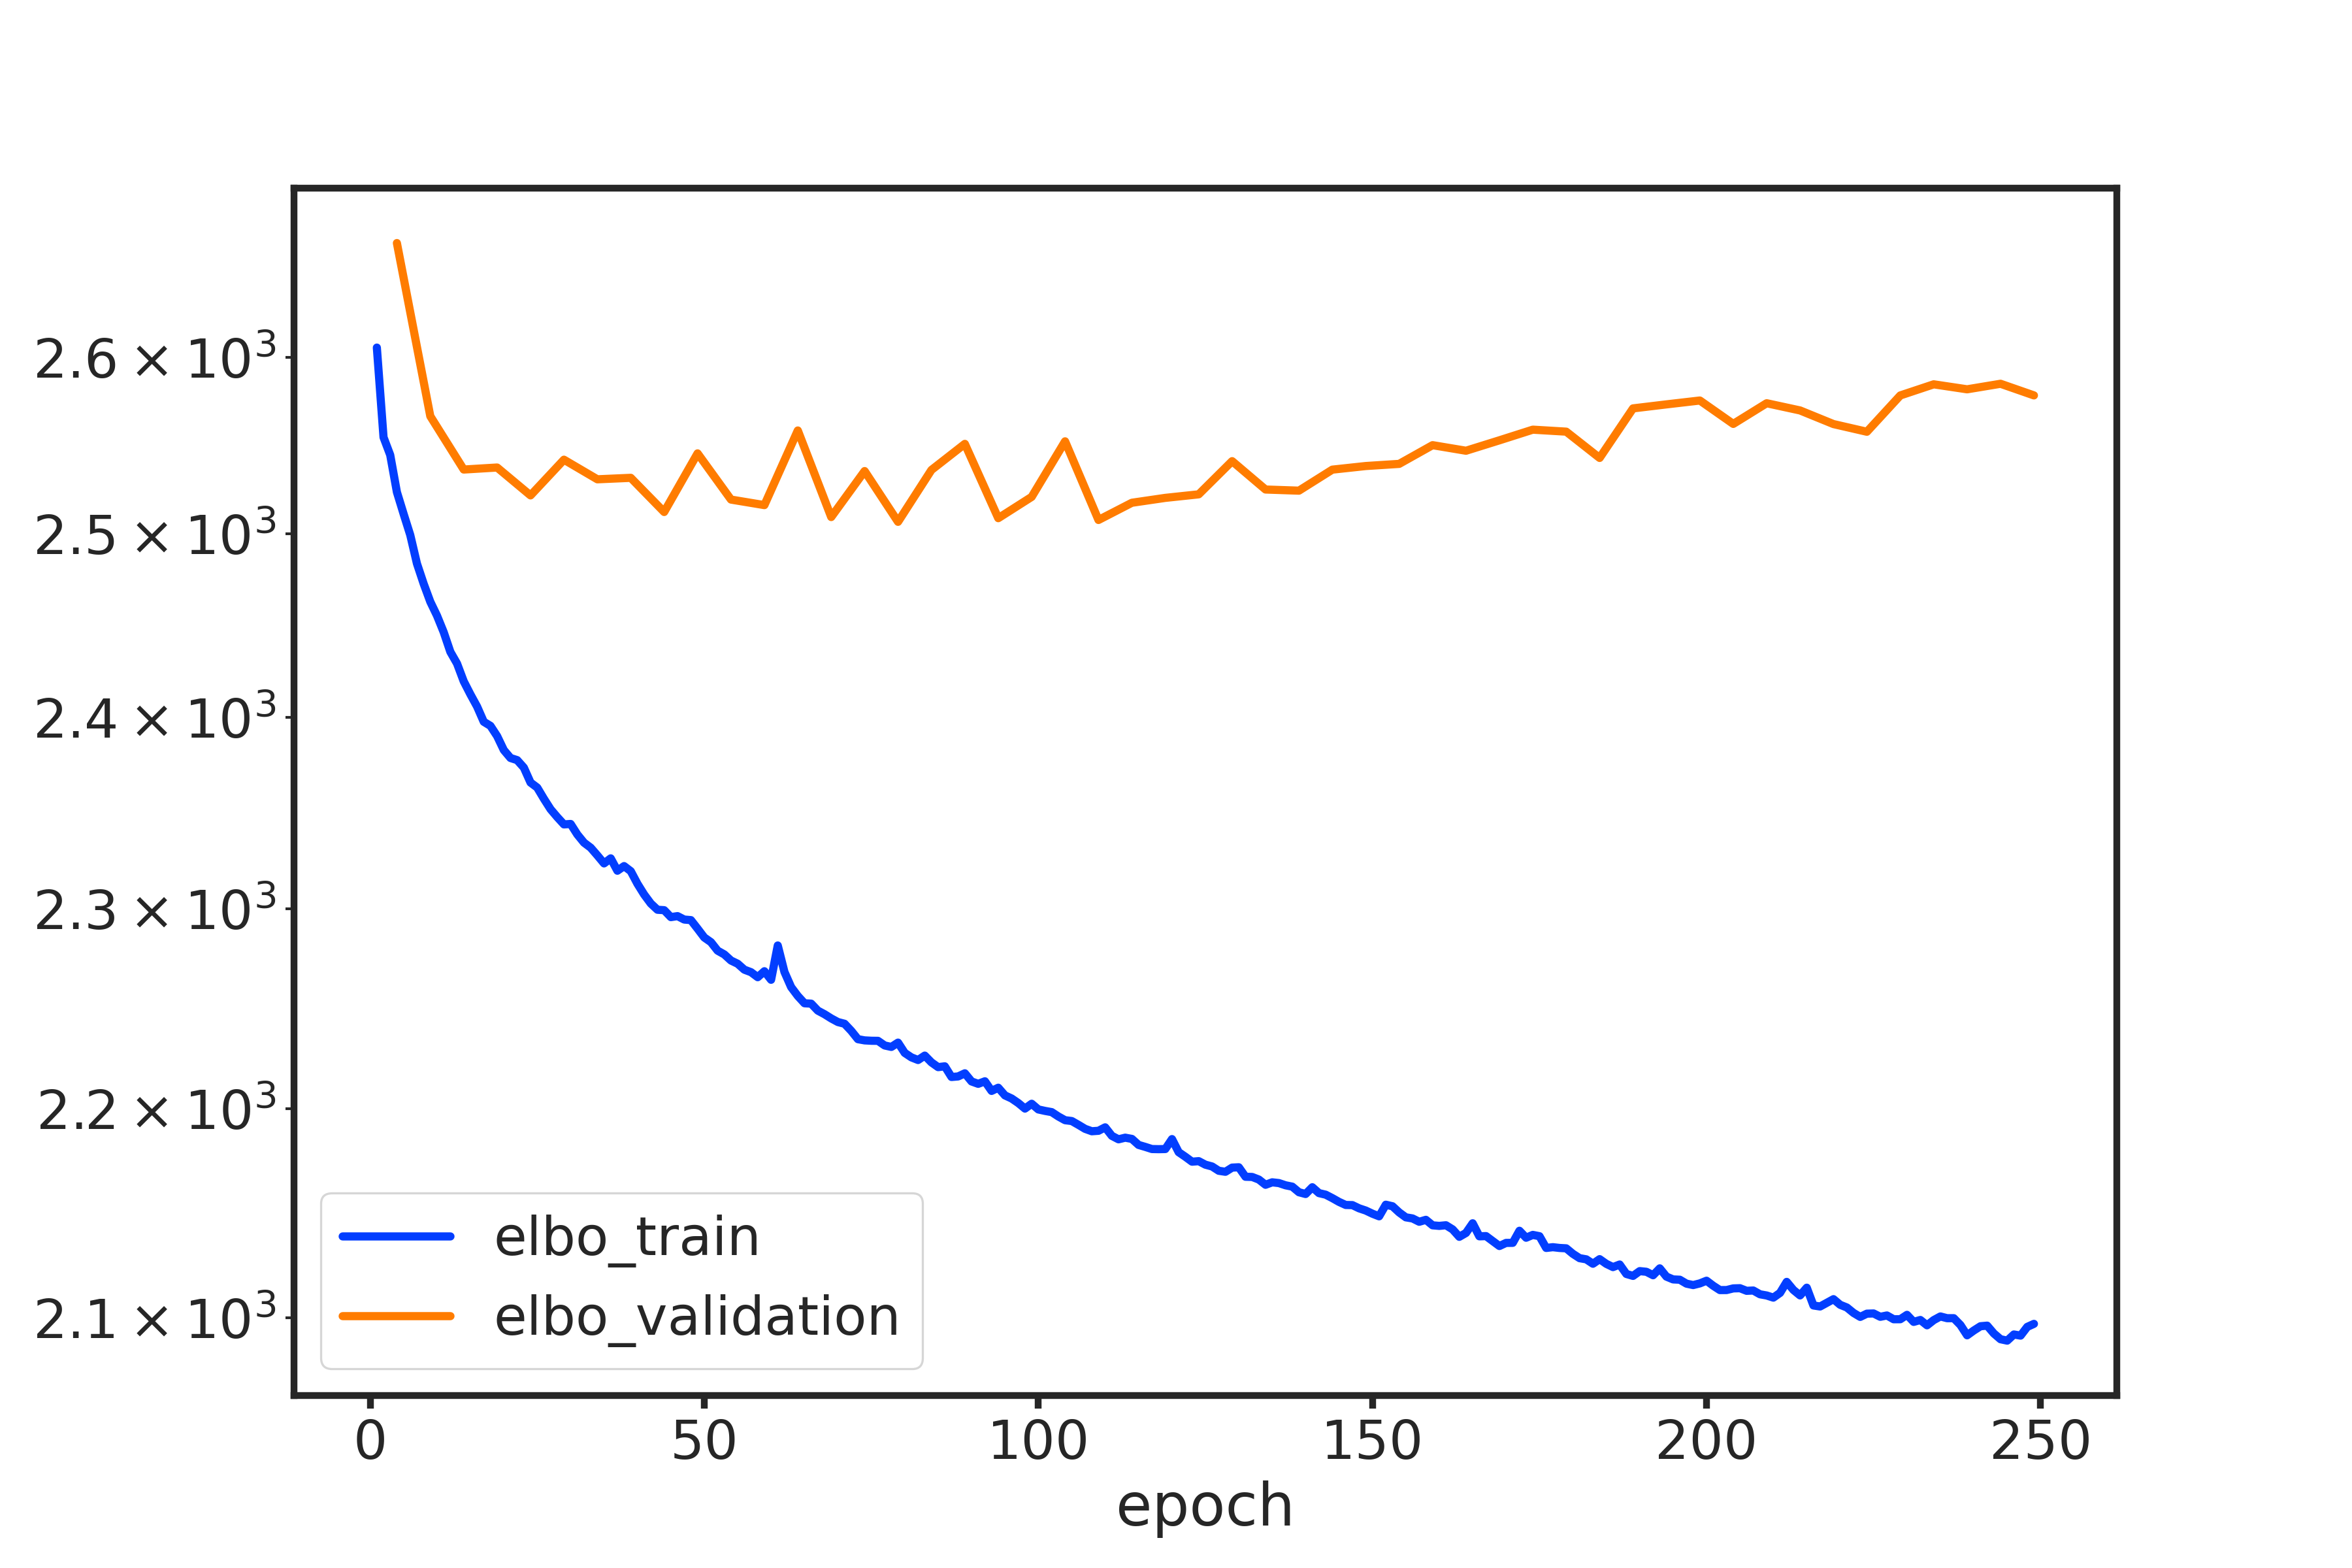 2.6 × 10³
2.5 × 10³
2.4 × 10³
2.3 × 10³
2.2 × 10³
2.1 × 10³
elbo_train
elbo_validation
0 50 100 150 200 250
epoch